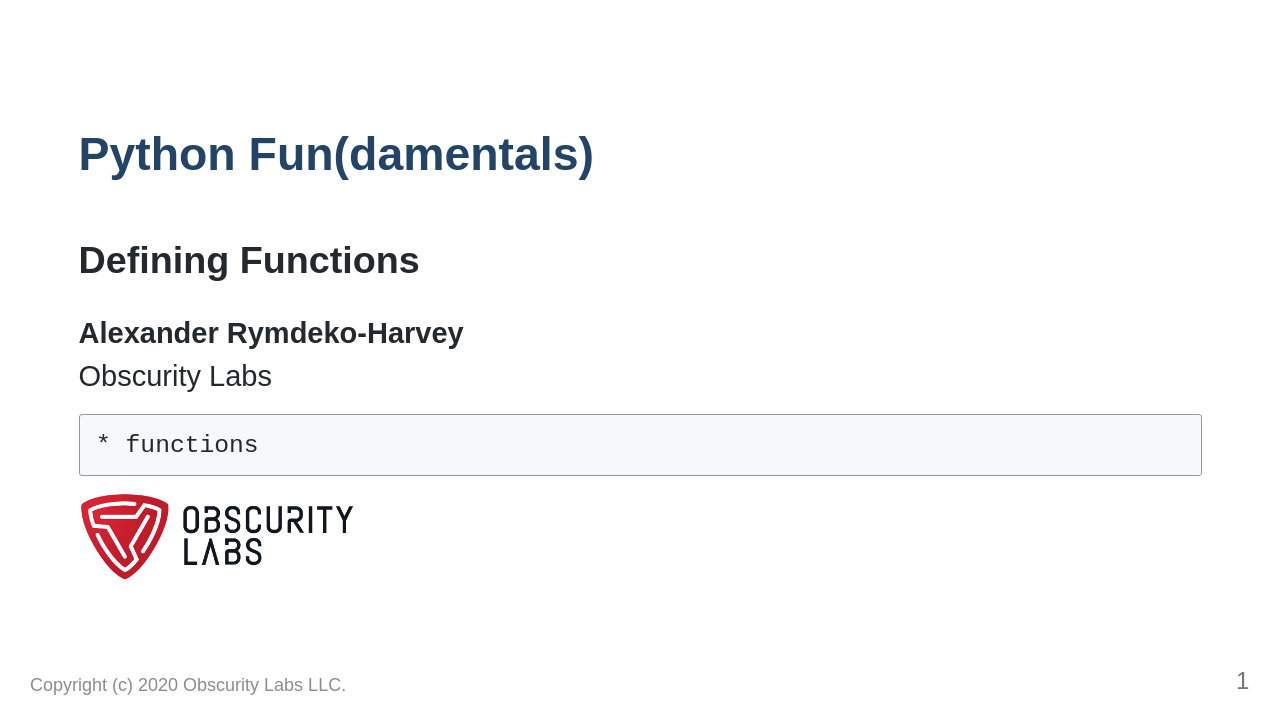 Python Fun(damentals)
Defining Functions
Alexander Rymdeko-Harvey
Obscurity Labs
* functions
OBSCURITY
LABS
Copyright (c) 2020 Obscurity Labs LLC.
1